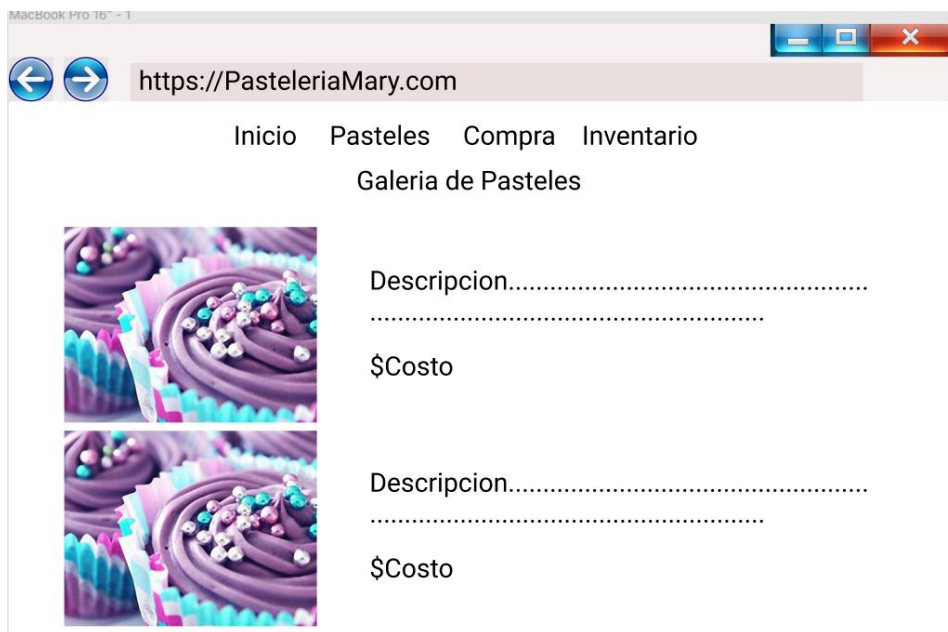 MacBook Pro 16" - 1
https://PasteleriaMary.com
Inicio Pasteles Compra Inventario
Galeria de Pasteles
Descripcion....................................................
.........................................................
$Costo
Descripcion....................................................
.........................................................
$Costo